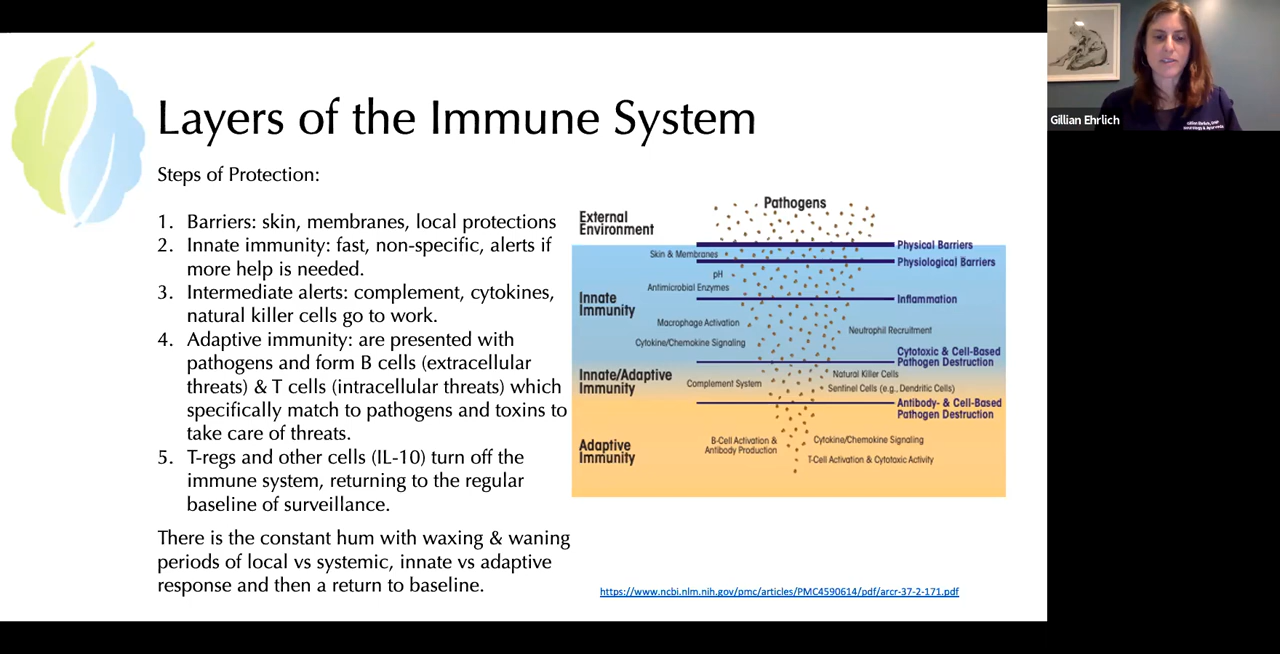 Layers of the Immune System
Steps of Protection:
1. Barriers: skin, membranes, local protections
2. Innate immunity: fast, non-specific, alerts if
more help is needed.
3. Intermediate alerts: complement, cytokines,
natural killer cells go to work.
4. Adaptive immunity: are presented with
pathogens and form B cells (extracellular
threats) & T cells (intracellular threats) which
specifically match to pathogens and toxins to
take care of threats.
5. T-regs and other cells (IL-10) turn off the
immune system, returning to the regular
baseline of surveillance.
There is the constant hum with waxing & waning
periods of local vs systemic, innate vs adaptive
response and then a return to baseline.
Pathogens
External
Environment
Physical Barriers
Skin & Membranes
Physiological Barriers
pH
Antimicrobial Enzymes
Innate
Immunity
Inflammation
Macrophage Activation
Neutrophil Recruitment
Cytokine/Chemokine Signaling
Cytotoxic & Cell-Based
Pathogen Destruction
Innate/Adaptive
Immunity
Natural Killer Cells
Complement System
Sentinel Cells (e.g., Dendritic Cells)
Antibody- & Cell-Based
Pathogen Destruction
Adaptive
Immunity
B-Cell Activation &
Antibody Production
Cytokine/Chemokine Signaling
T-Cell Activation & Cytotoxic Activity
https://www.ncbi.nlm.nih.gov/pmc/articles/PMC4590614/pdf/arcr-37-2-171.pdf
Gillian Ehrlich
Gillian Ehrlich, DNP